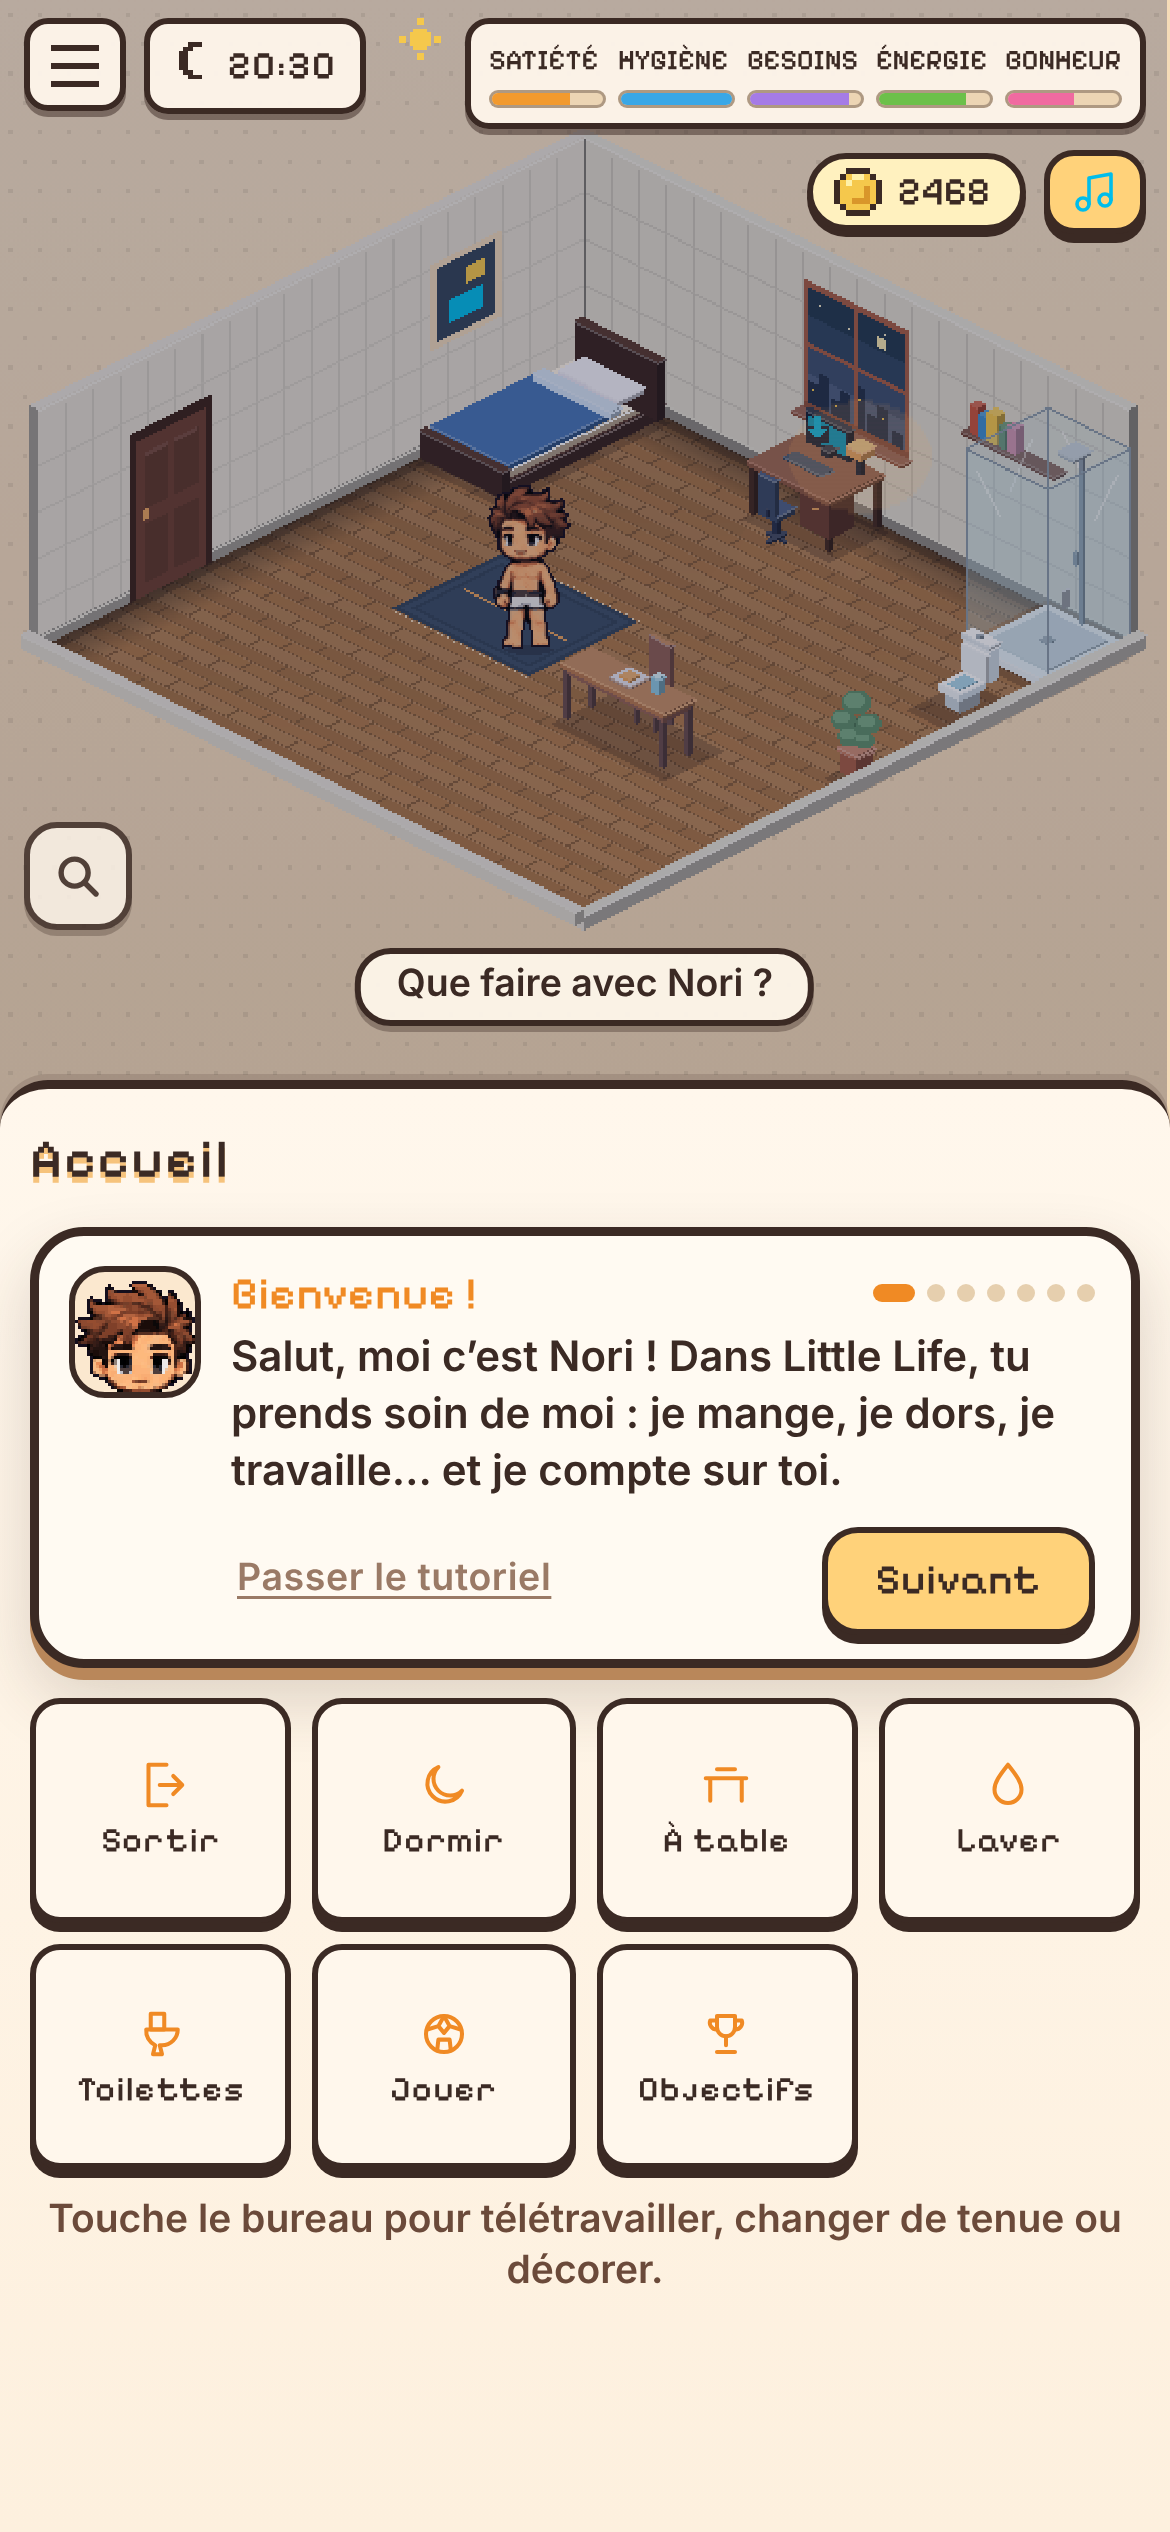 20:30
SATIÉTÉ HYGIÈNE BESOINS ÉNERGIE BONHEUR
2468
Que faire avec Nori ?
Accueil
Bienvenue !
Salut, moi c’est Nori ! Dans Little Life, tu
prends soin de moi : je mange, je dors, je
travaille… et je compte sur toi.
Passer le tutoriel
Suivant
Sortir
Dormir
À table
Laver
Toilettes
Jouer
Objectifs
Touche le bureau pour télétravailler, changer de tenue ou
décorer.